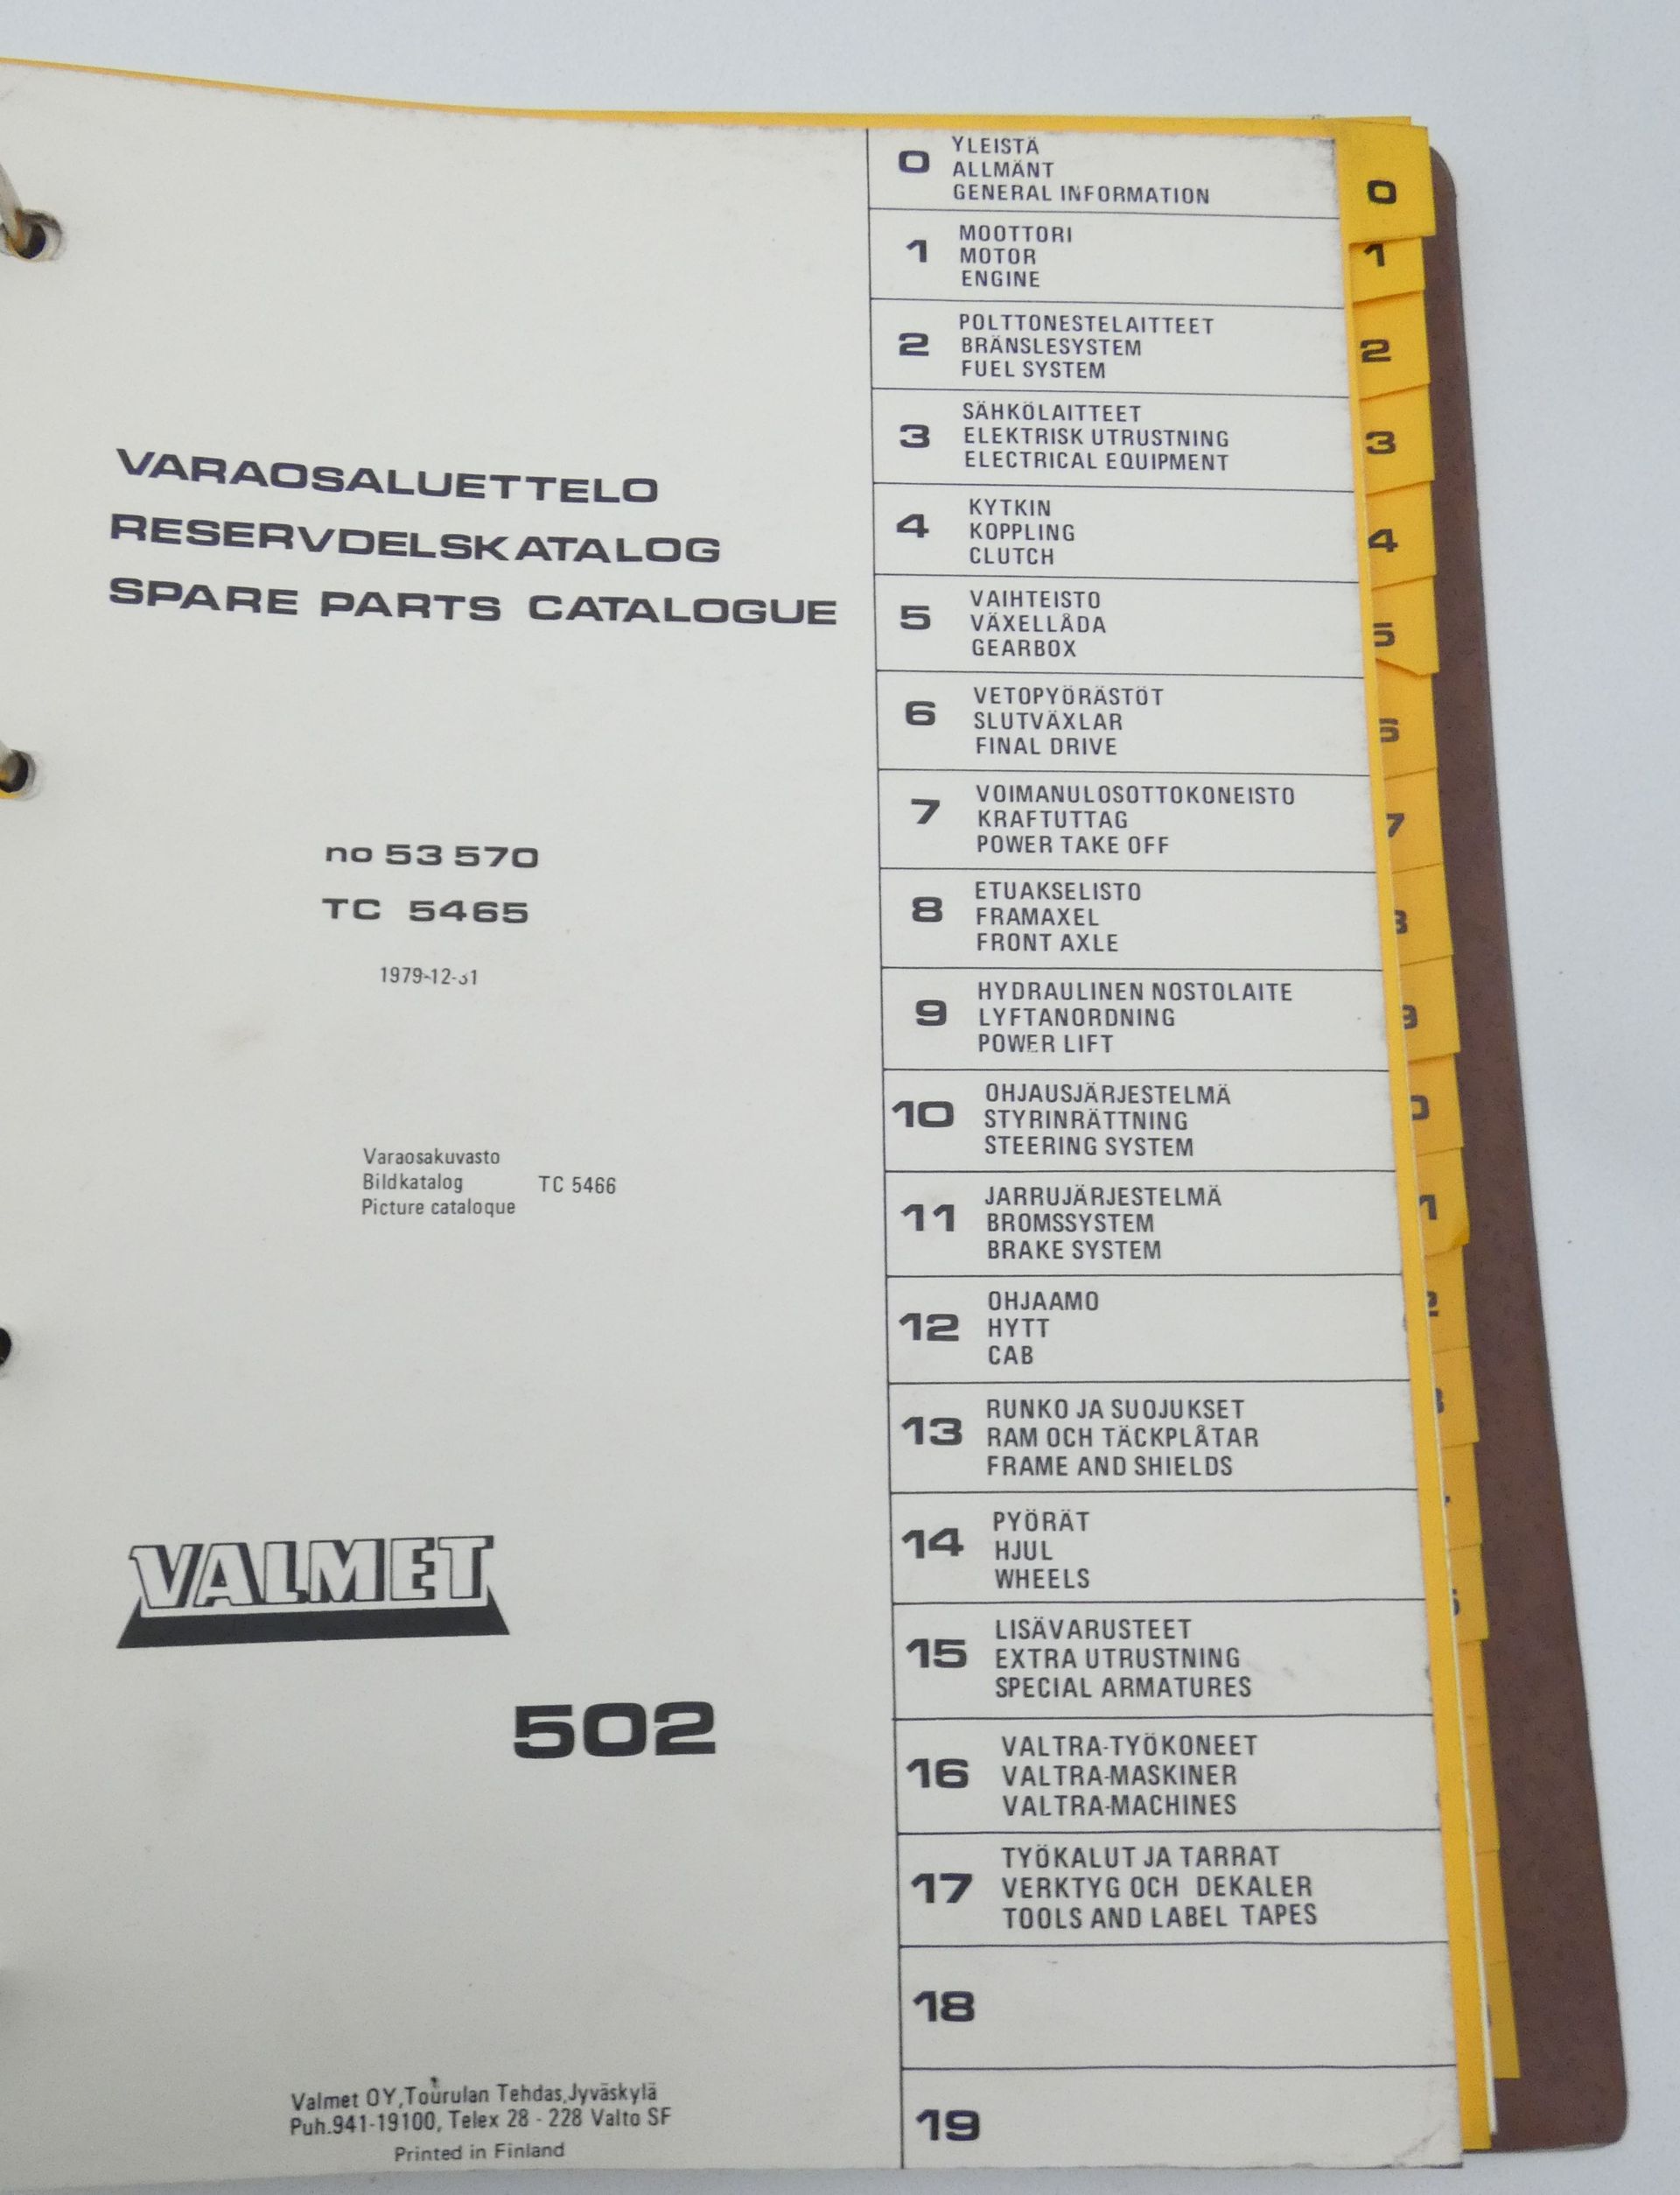 VARAOSALUETTELO
RESERVDELSKATALOG
SPARE PARTS CATALOGUE
no 53 570
TC 5465
1979-12-31
Varaosakuvasto
Bildkatalog TC 5466
Picture cataloque
VALMET
502
Valmet OY,Tourulan Tehdas,Jyväskylä
Puh.941-19100, Telex 28 - 228 Valto SF
Printed in Finland
0
YLEISTÄ
ALLMÄNT
GENERAL INFORMATION
1
MOOTTORI
MOTOR
ENGINE
2
POLTTONESTELAITTEET
BRÄNSLESYSTEM
FUEL SYSTEM
3
SÄHKÖLAITTEET
ELEKTRISK UTRUSTNING
ELECTRICAL EQUIPMENT
4
KYTKIN
KOPPLING
CLUTCH
5
VAIHTEISTO
VÄXELLÅDA
GEARBOX
6
VETOPYÖRÄSTÖT
SLUTVÄXLAR
FINAL DRIVE
7
VOIMANULOSOTTOKONEISTO
KRAFTUTTAG
POWER TAKE OFF
8
ETUAKSELISTO
FRAMAXEL
FRONT AXLE
9
HYDRAULINEN NOSTOLAITE
LYFTANORDNING
POWER LIFT
10
OHJAUSJÄRJESTELMÄ
STYRINRÄTTNING
STEERING SYSTEM
11
JARRUJÄRJESTELMÄ
BROMSSYSTEM
BRAKE SYSTEM
12
OHJAAMO
HYTT
CAB
13
RUNKO JA SUOJUKSET
RAM OCH TÄCKPLÅTAR
FRAME AND SHIELDS
14
PYÖRÄT
HJUL
WHEELS
15
LISÄVARUSTEET
EXTRA UTRUSTNING
SPECIAL ARMATURES
16
VALTRA-TYÖKONEET
VALTRA-MASKINER
VALTRA-MACHINES
17
TYÖKALUT JA TARRAT
VERKTYG OCH DEKALER
TOOLS AND LABEL TAPES
18
19
0
1
2
3
4
5
6
7